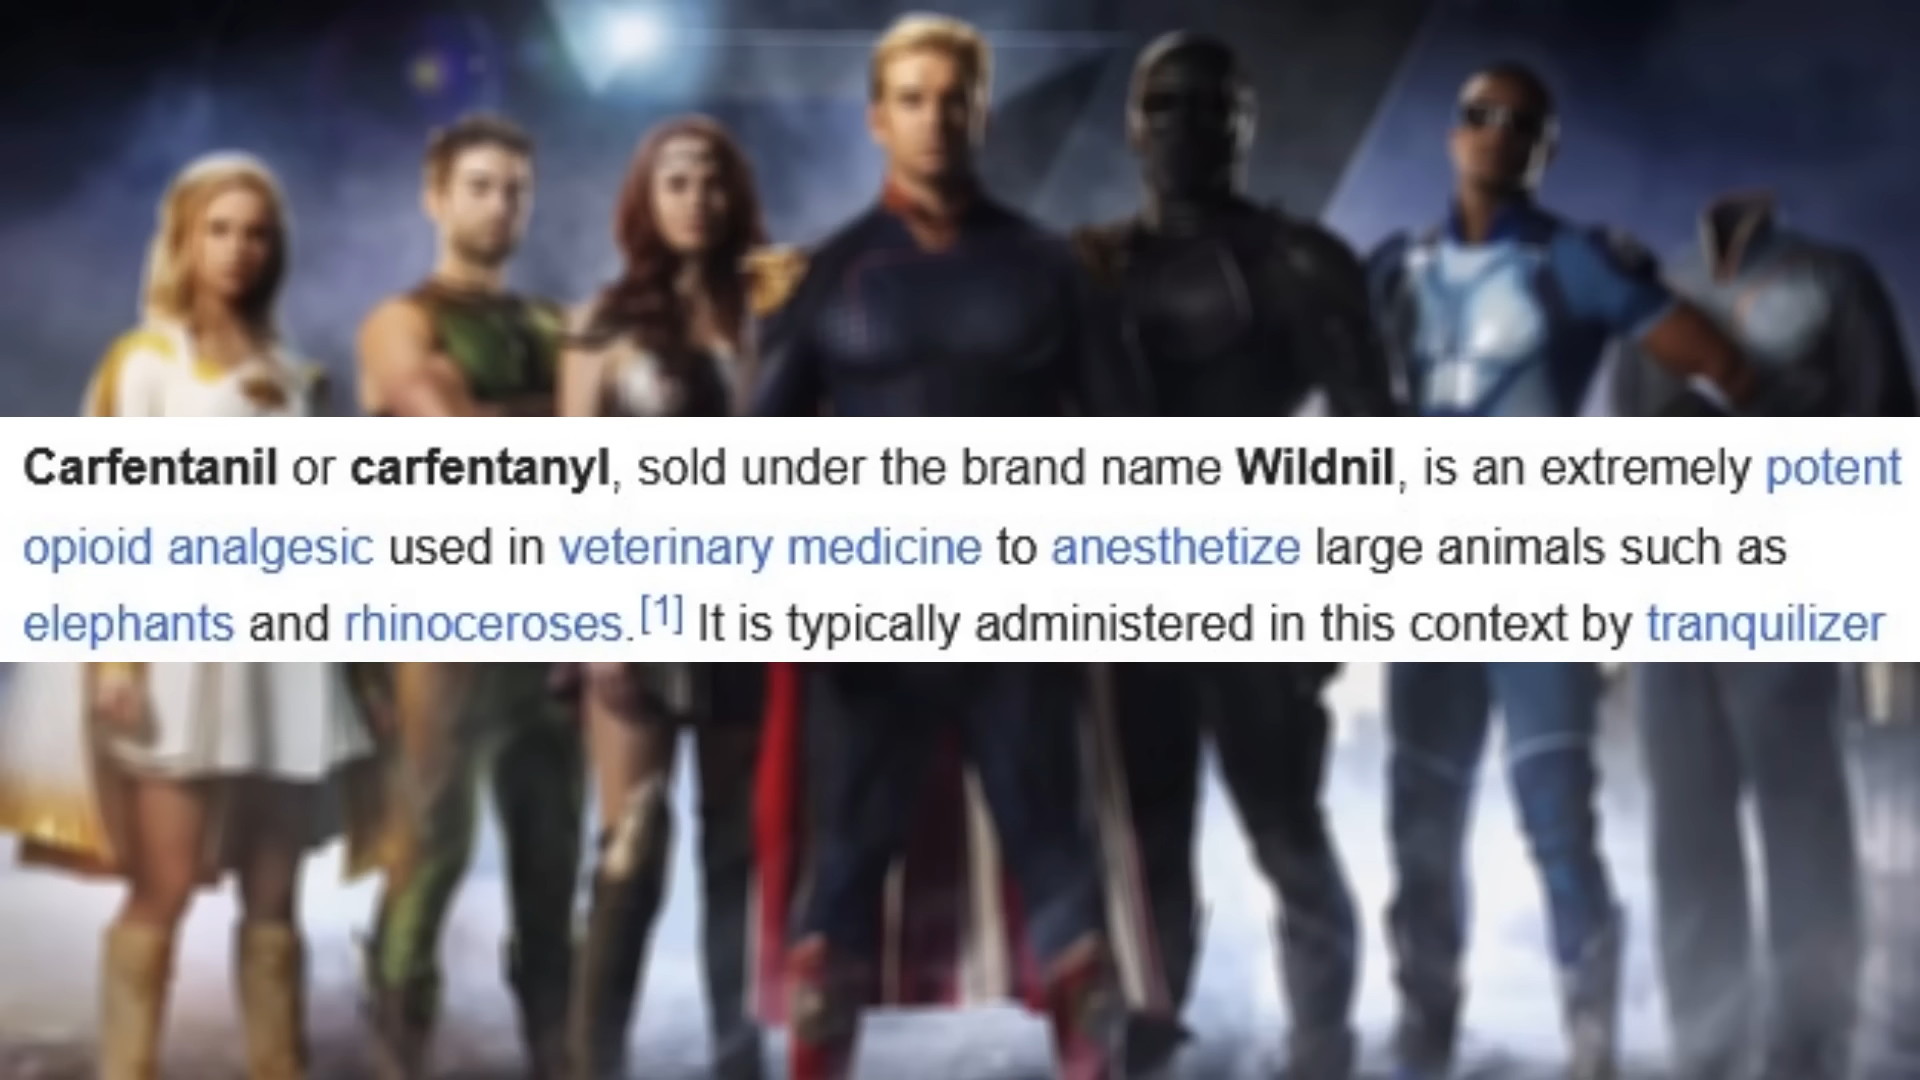 Carfentanil or carfentanyl, sold under the brand name Wildnil, is an extremely potent
opioid analgesic used in veterinary medicine to anesthetize large animals such as
elephants and rhinoceroses.[1] It is typically administered in this context by tranquilizer